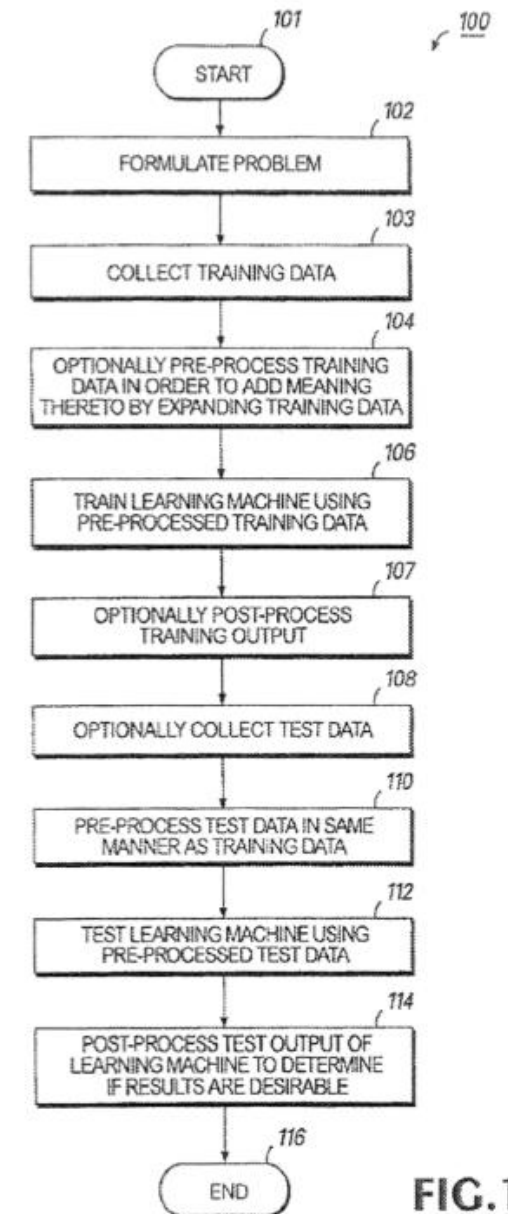 101
100
START
102
FORMULATE PROBLEM
103
COLLECT TRAINING DATA
104
OPTIONALLY PRE-PROCESS TRAINING
DATA IN ORDER TO ADD MEANING
THERETO BY EXPANDING TRAINING DATA
106
TRAIN LEARNING MACHINE USING
PRE-PROCESSED TRAINING DATA
107
OPTIONALLY POST-PROCESS
TRAINING OUTPUT
108
OPTIONALLY COLLECT TEST DATA
110
PRE-PROCESS TEST DATA IN SAME
MANNER AS TRAINING DATA
112
TEST LEARNING MACHINE USING
PRE-PROCESSED TEST DATA
114
POST-PROCESS TEST OUTPUT OF
LEARNING MACHINE TO DETERMINE
IF RESULTS ARE DESIRABLE
116
END
FIG. 1